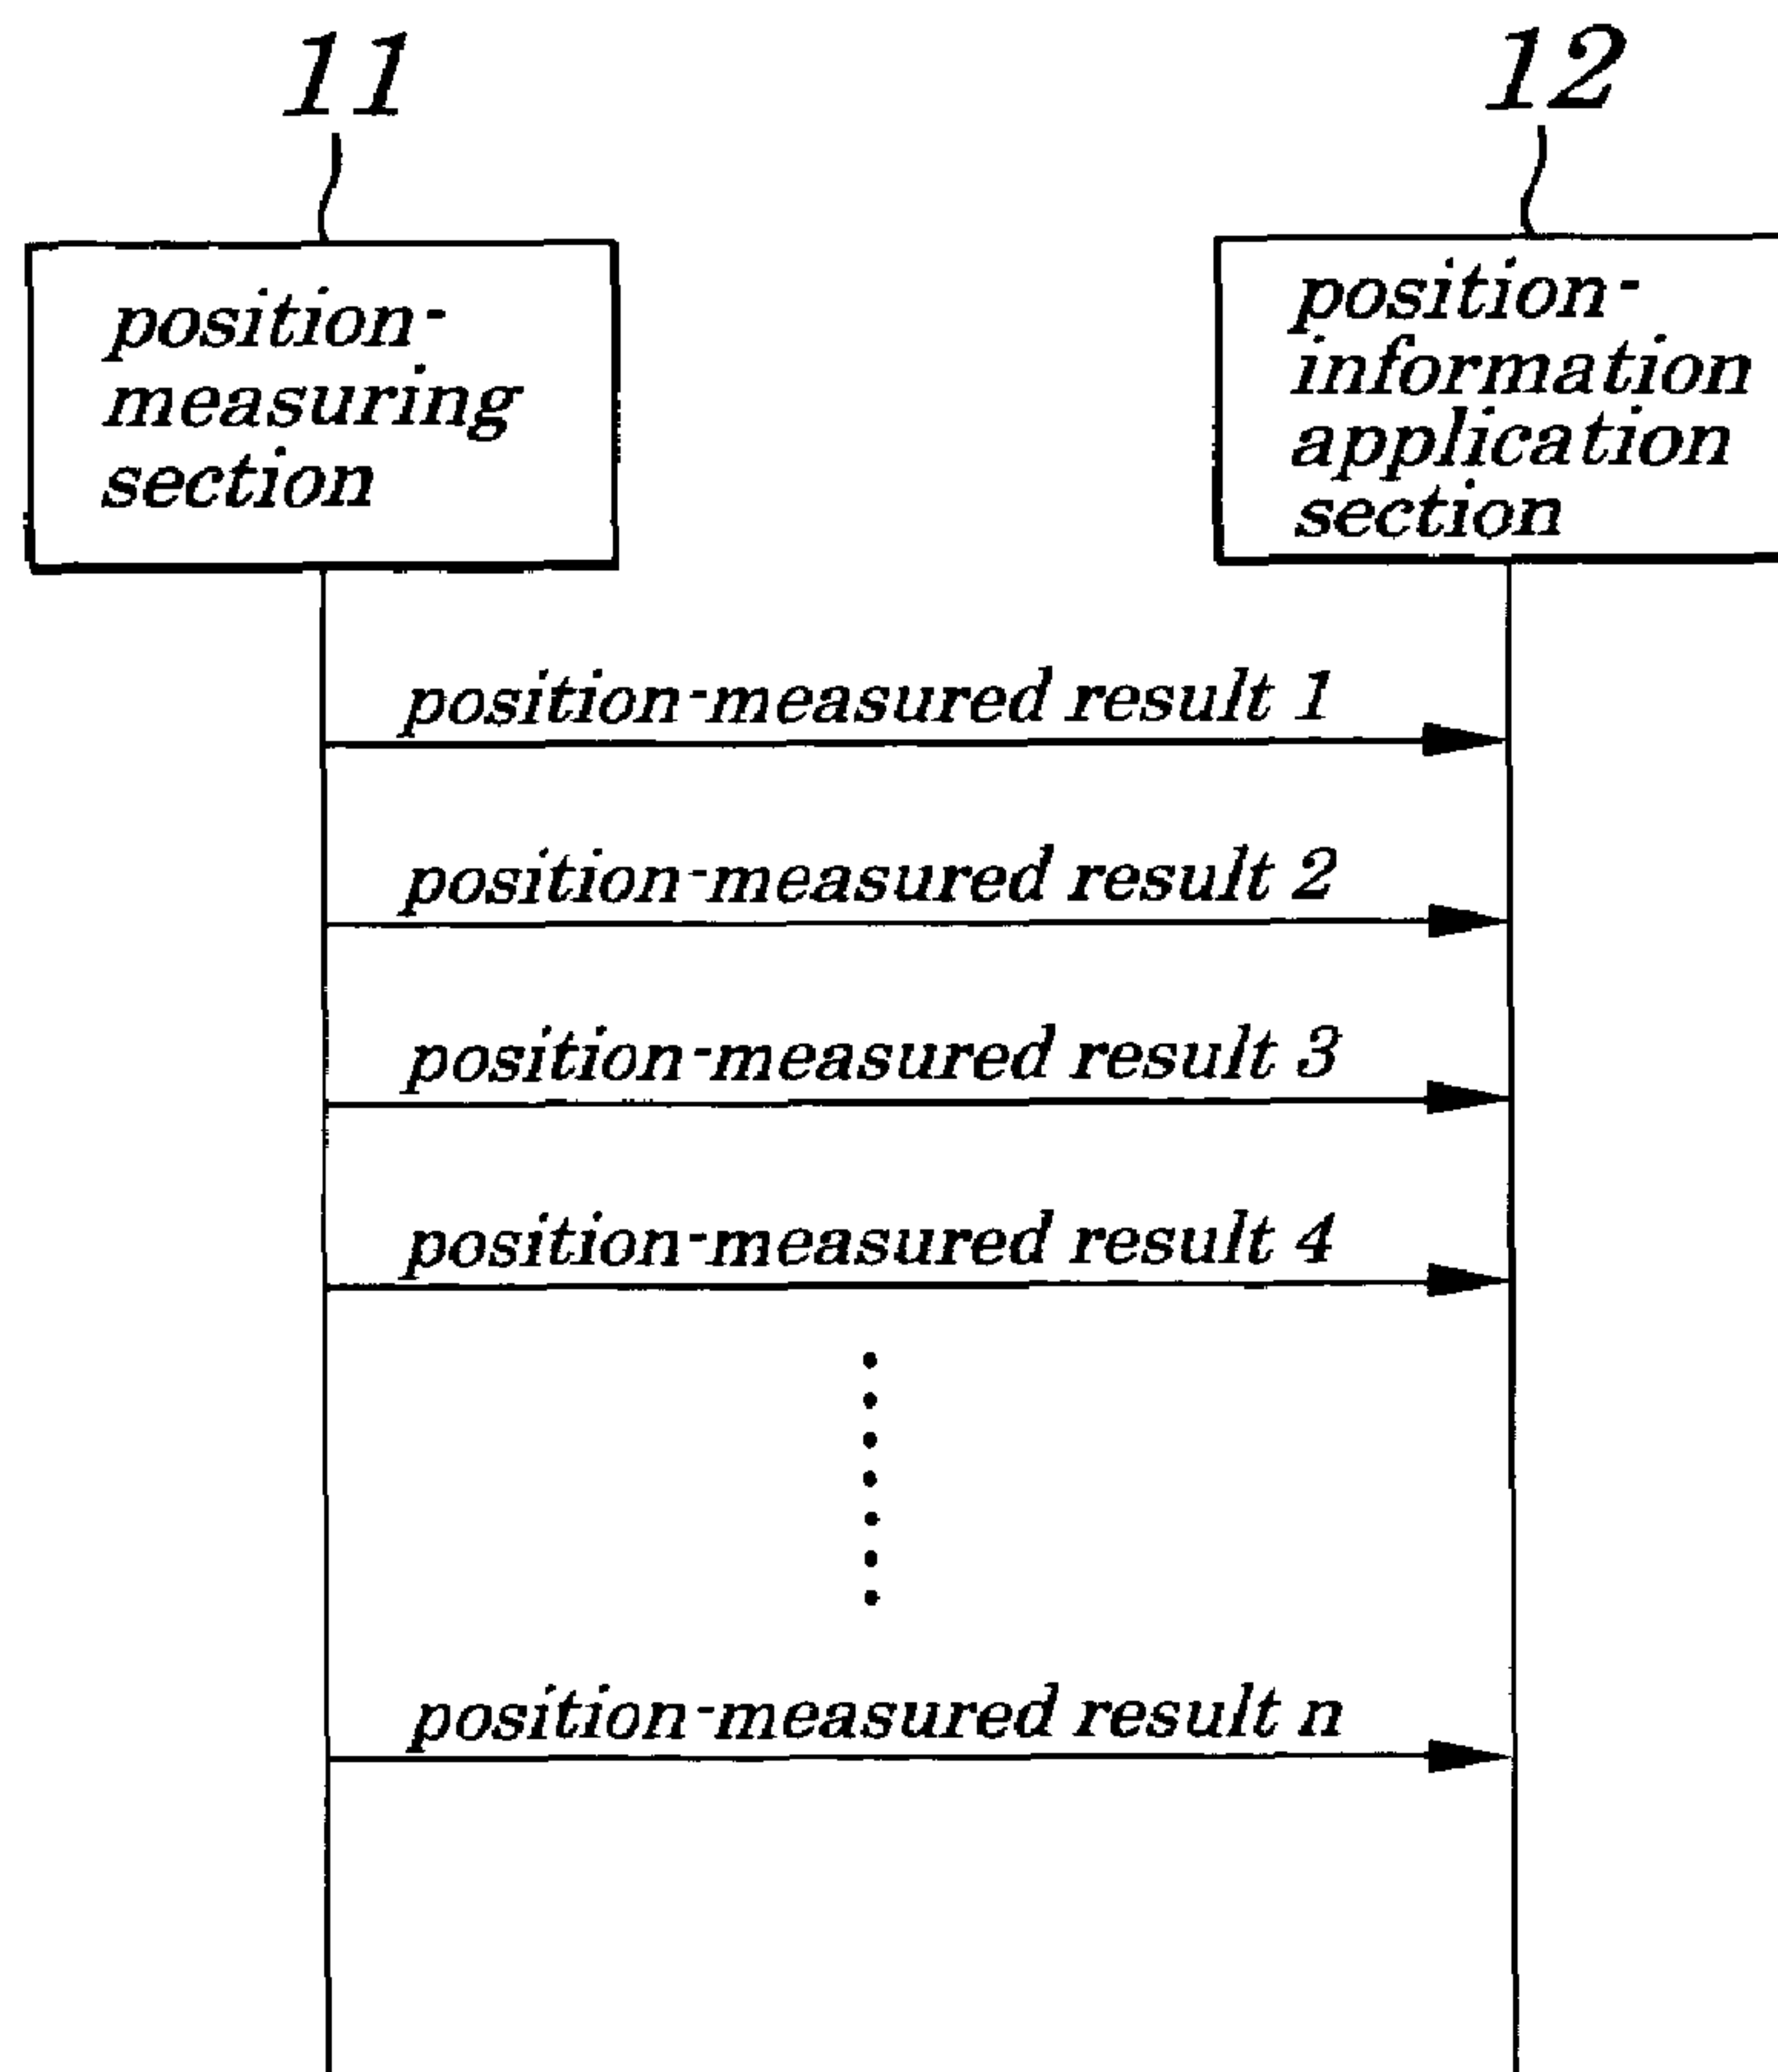 11
12
position-
measuring
section
position-
information
application
section
position-measured result 1
position-measured result 2
position-measured result 3
position-measured result 4
position-measured result n